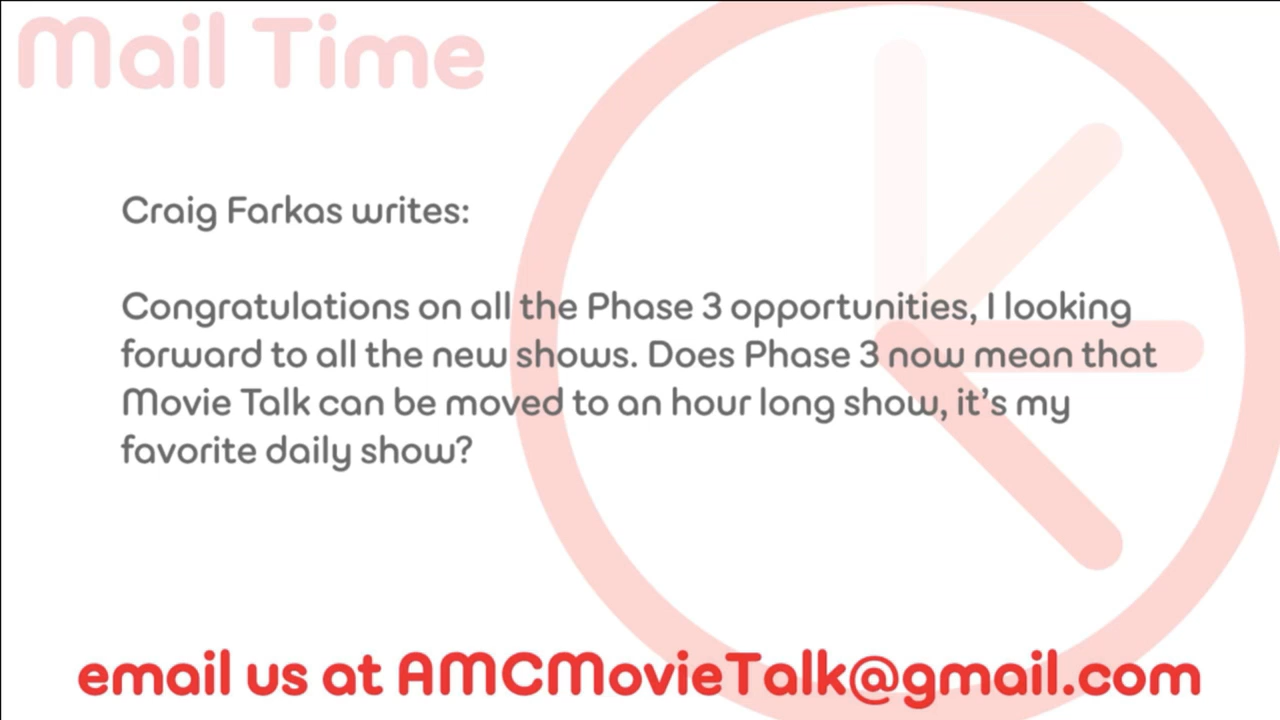 Mail Time
Craig Farkas writes:
Congratulations on all the Phase 3 opportunities, I looking
forward to all the new shows. Does Phase 3 now mean that
Movie Talk can be moved to an hour long show, it’s my
favorite daily show?
email us at AMCMovieTalk@gmail.com